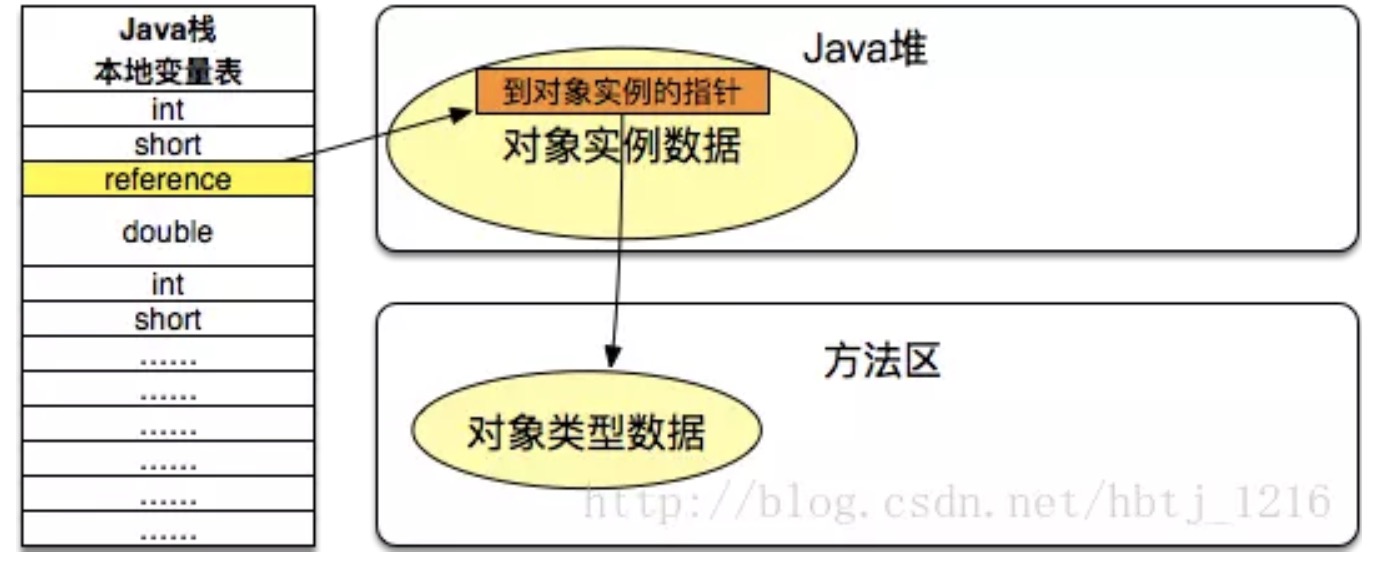 Java栈
本地变量表
int
short
reference
double
int
short
......
......
......
......
......
......
Java堆
到对象实例的指针
对象实例数据
方法区
对象类型数据
http://blog.csdn.net/hbtj_1216